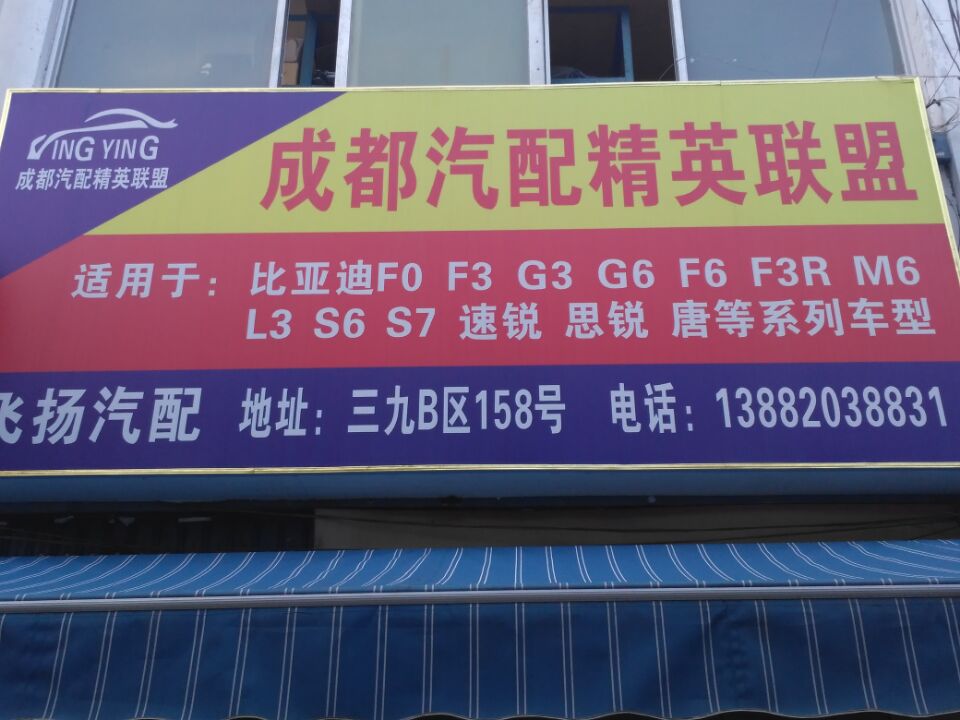 JING YING
成都汽配精英联盟
成都汽配精英联盟
适用于：比亚迪F0 F3 G3 G6 F6 F3R M6
L3 S6 S7 速锐 思锐 唐等系列车型
飞扬汽配 地址：三九B区158号 电话：13882038831